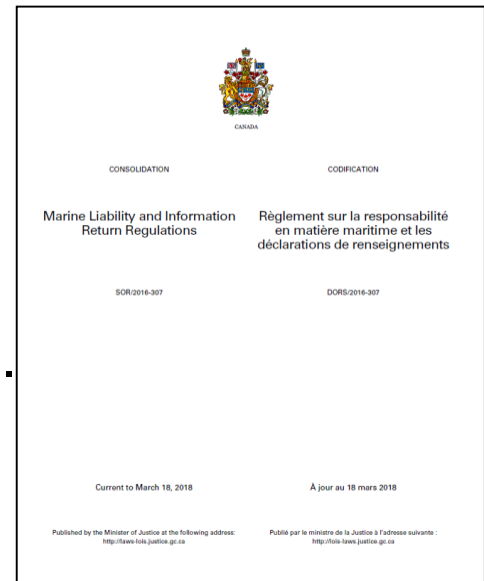 CANADA
CONSOLIDATION
CODIFICATION
Marine Liability and Information
Return Regulations
Règlement sur la responsabilité
en matière maritime et les
déclarations de renseignements
SOR/2016-307
DORS/2016-307
Current to March 18, 2018
À jour au 18 mars 2018
Published by the Minister of Justice at the following address:
http://laws-lois.justice.gc.ca
Publié par le ministre de la Justice à l'adresse suivante :
http://lois-laws.justice.gc.ca